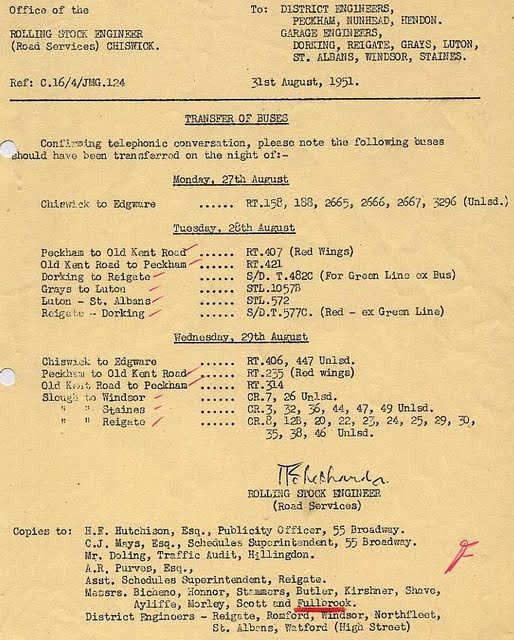 Office of the To: DISTRICT ENGINEERS,
PECKHAM, NUNHEAD, HENDON.
ROLLING STOCK ENGINEER GARAGE ENGINEERS,
(Road Services) CHISWICK. DORKING, REIGATE, GRAYS, LUTON,
ST. ALBANS, WINDSOR, STAINES.
Ref: C.16/4/JMG.124 31st August, 1951.
TRANSFER OF BUSES
Confirming telephonic conversation, please note the following buses
should have been transferred on the night of:-
Monday, 27th August
Chiswick to Edgware ...... RT.158, 188, 2665, 2666, 2667, 3296 (Unlsd.)
Tuesday, 28th August
Peckham to Old Kent Road ...... RT.407 (Red Wings)
Old Kent Road to Peckham ...... RT.421
Dorking to Reigate ...... S/D. T.482C (For Green Line ex Bus)
Grays to Luton ...... STL.1057B
Luton - St. Albans ...... STL.572
Reigate - Dorking ...... S/D.T.577C. (Red - ex Green Line)
Wednesday, 29th August
Chiswick to Edgware ...... RT.406, 447 Unlsd.
Peckham to Old Kent Road ...... RT.235 (Red wings)
Old Kent Road to Peckham ...... RT.314
Slough to Windsor ...... CR.7, 26 Unlsd.
" " Staines ...... CR.3, 32, 36, 44, 47, 49 Unlsd.
" " Reigate ...... CR.8, 12B, 20, 22, 23, 24, 25, 29, 30,
35, 38, 46 Unlsd.
ROLLING STOCK ENGINEER
(Road Services)
Copies to: H.F. Hutchison, Esq., Publicity Officer, 55 Broadway.
C.J. Mays, Esq., Schedules Superintendent, 55 Broadway.
Mr. Doling, Traffic Audit, Hillingdon.
A.R. Purves, Esq.,
Asst. Schedules Superintendent, Reigate.
Messrs. Bicheno, Honnor, Stammers, Butler, Kirshner, Shave,
Ayliffe, Morley, Scott and Fullbrook.
District Engineers - Reigate, Romford, Windsor, Northfleet,
St. Albans, Watford (High Street)